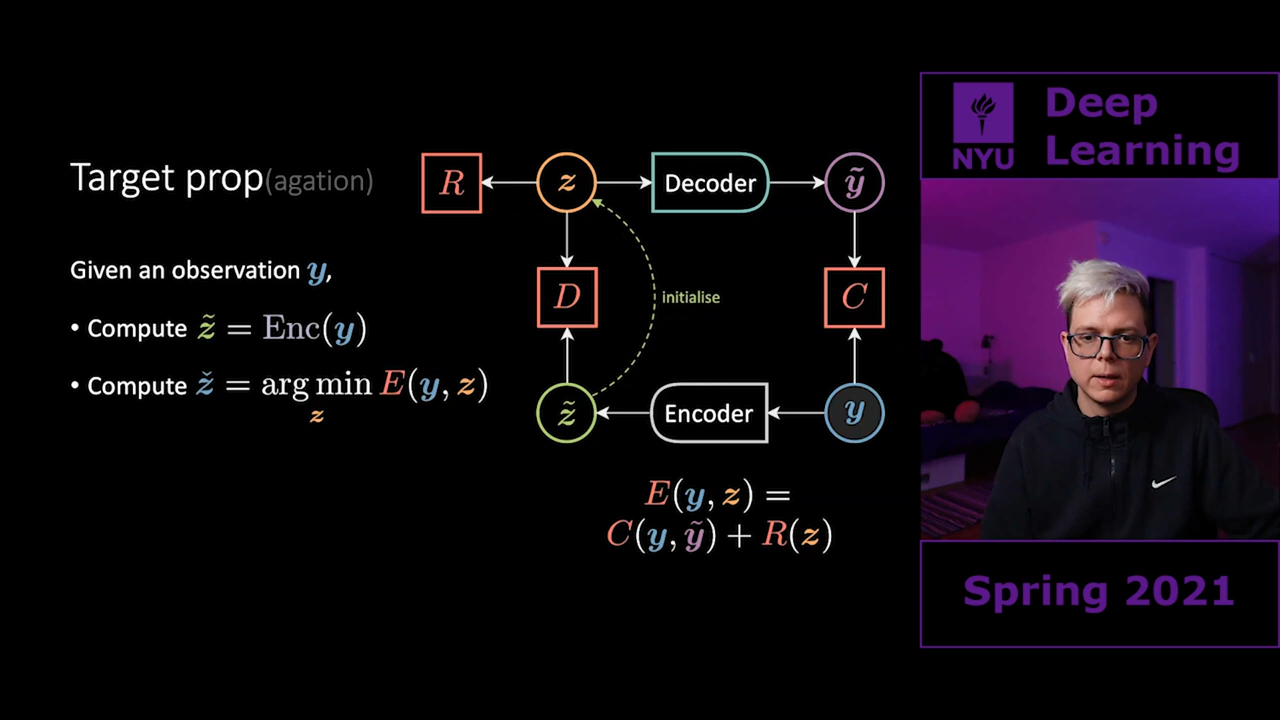 Target prop(agation)
Given an observation y,
• Compute z̃ = Enc(y)
• Compute ž = arg min E(y, z)
z
R
z
Decoder
ỹ
D
initialise
C
z̃
Encoder
y
E(y, z) =
C(y, ỹ) + R(z)
NYU
Deep
Learning
Spring 2021